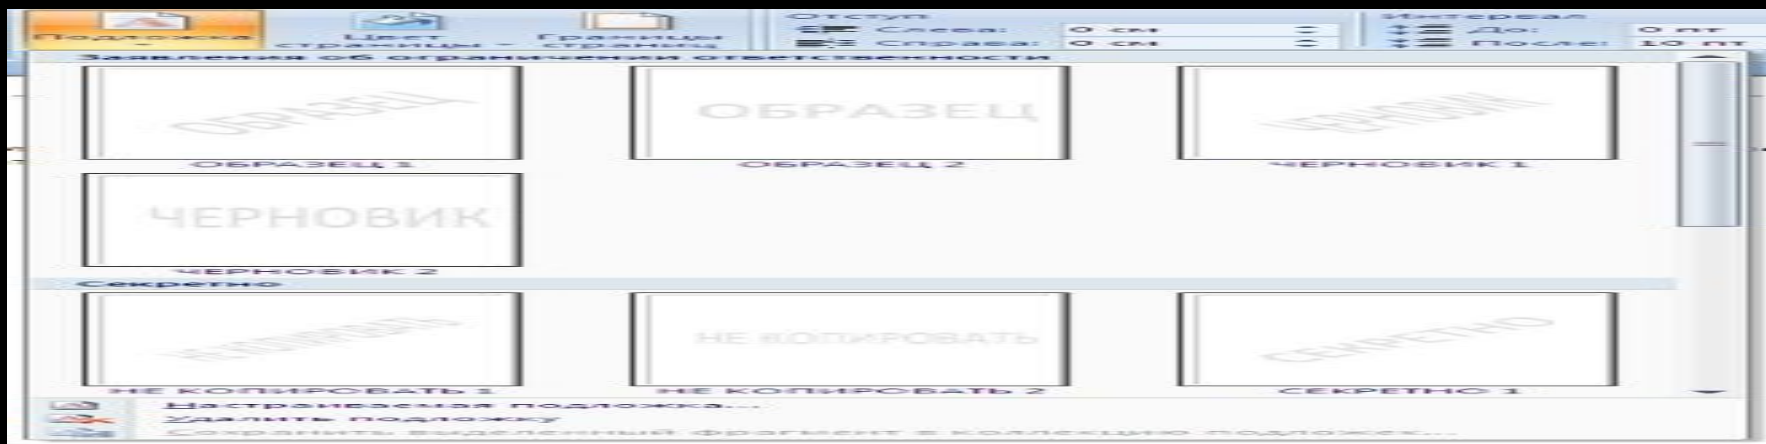 Отступ Интервал
Подложка Цвет страницы Границы страниц Слева: 0 см До: 0 пт
Справа: 0 см После: 10 пт
Заявления об ограничении ответственности
ОБРАЗЕЦ ОБРАЗЕЦ ЧЕРНОВИК
ОБРАЗЕЦ 1 ОБРАЗЕЦ 2 ЧЕРНОВИК 1
ЧЕРНОВИК
ЧЕРНОВИК 2
Секретно
НЕ КОПИРОВАТЬ СЕКРЕТНО
НЕ КОПИРОВАТЬ 1 НЕ КОПИРОВАТЬ 2 СЕКРЕТНО 1
Настраиваемая подложка...
Удалить подложку
Сохранить выделенный фрагмент в коллекцию подложек...